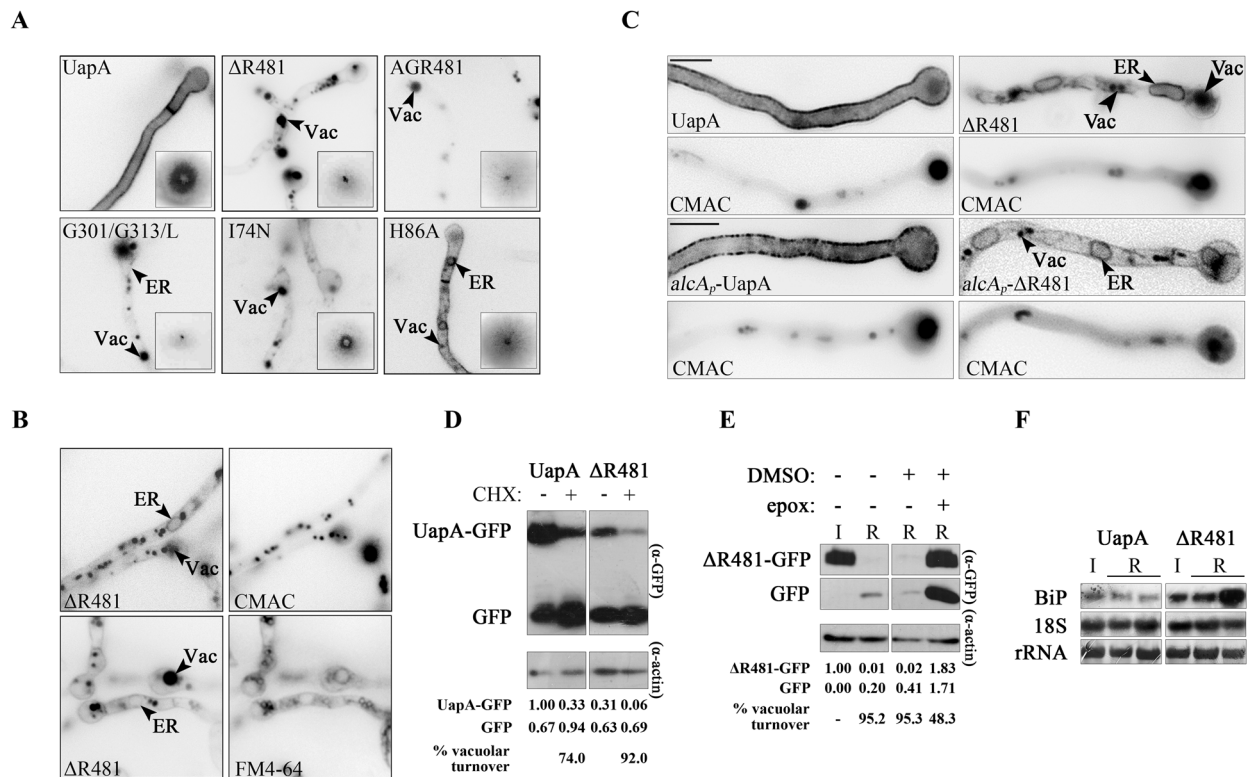 A
UapA
ΔR481
Vac
AGR481
Vac
G301/G313/L
ER
Vac
I74N
Vac
H86A
ER
Vac
B
ER
Vac
ΔR481
CMAC
Vac
ER
ΔR481
FM4-64
C
UapA
ER
Vac
Vac
ΔR481
CMAC
CMAC
alcAp-UapA
Vac
ER
alcAp-ΔR481
CMAC
CMAC
D
UapA ΔR481
CHX: - + - +
UapA-GFP
GFP
(α-GFP)
(α-actin)
UapA-GFP 1.00 0.33 0.31 0.06
GFP 0.67 0.94 0.63 0.69
% vacuolar
turnover 74.0 92.0
E
DMSO: - - + +
epox: - - - +
I R R R
ΔR481-GFP
GFP
(α-GFP)
(α-actin)
ΔR481-GFP 1.00 0.01 0.02 1.83
GFP 0.00 0.20 0.41 1.71
% vacuolar
turnover - 95.2 95.3 48.3
F
UapA ΔR481
I R I R
BiP
18S
rRNA